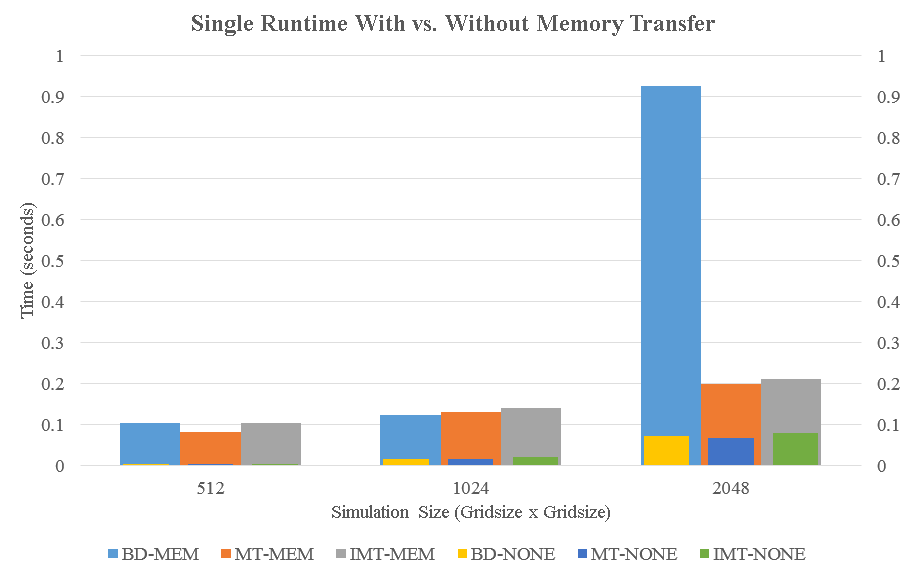 Single Runtime With vs. Without Memory Transfer
1 1
0.9 0.9
0.8 0.8
0.7 0.7
0.6 0.6
0.5 0.5
0.4 0.4
0.3 0.3
0.2 0.2
0.1 0.1
0 0
Time (seconds)
512 1024 2048
Simulation Size (Gridsize x Gridsize)
BD-MEM MT-MEM IMT-MEM BD-NONE MT-NONE IMT-NONE